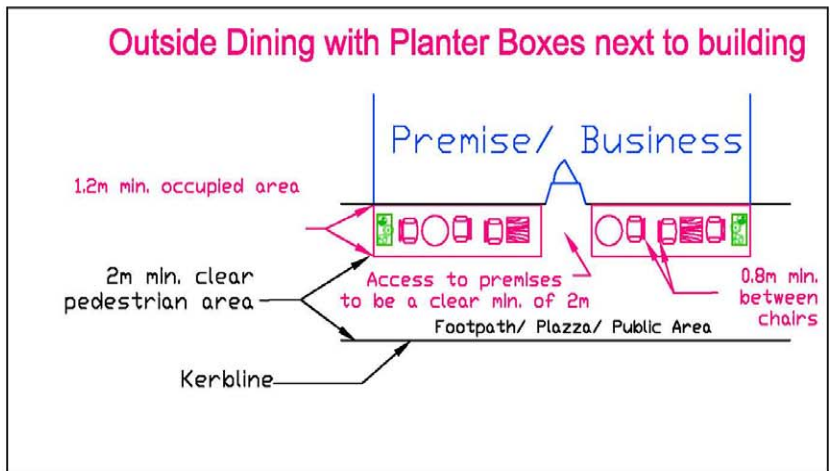 Outside Dining with Planter Boxes next to building
Premise/ Business
1.2m min. occupied area
2m min. clear
pedestrian area
Access to premises
to be a clear min. of 2m
0.8m min.
between
chairs
Footpath/ Plazza/ Public Area
Kerbline